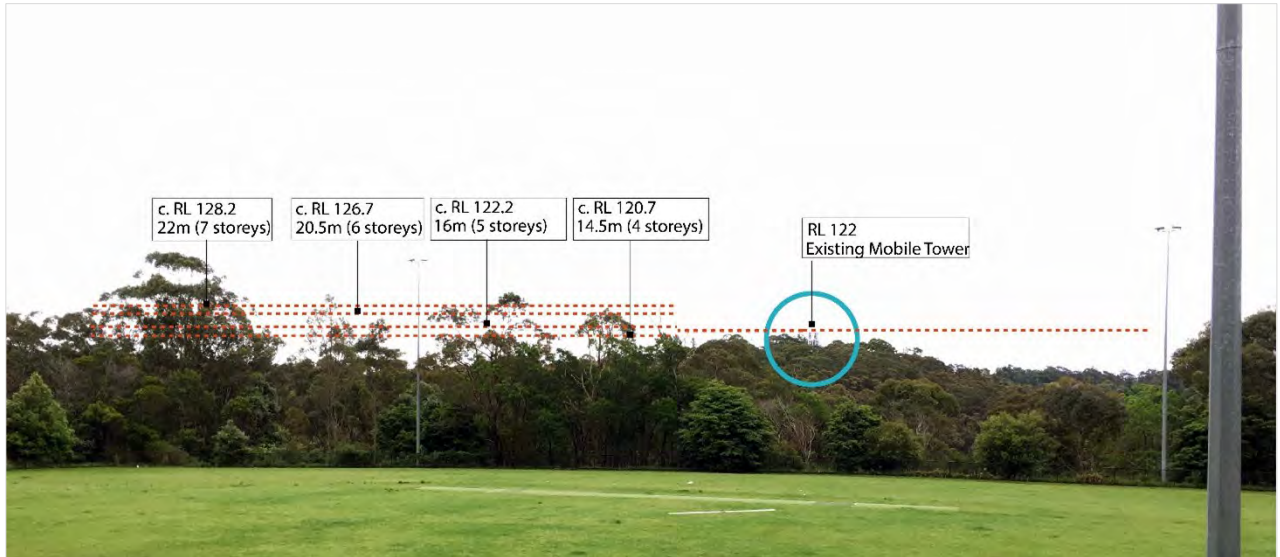 c. RL 128.2
22m (7 storeys)
c. RL 126.7
20.5m (6 storeys)
c. RL 122.2
16m (5 storeys)
c. RL 120.7
14.5m (4 storeys)
RL 122
Existing Mobile Tower